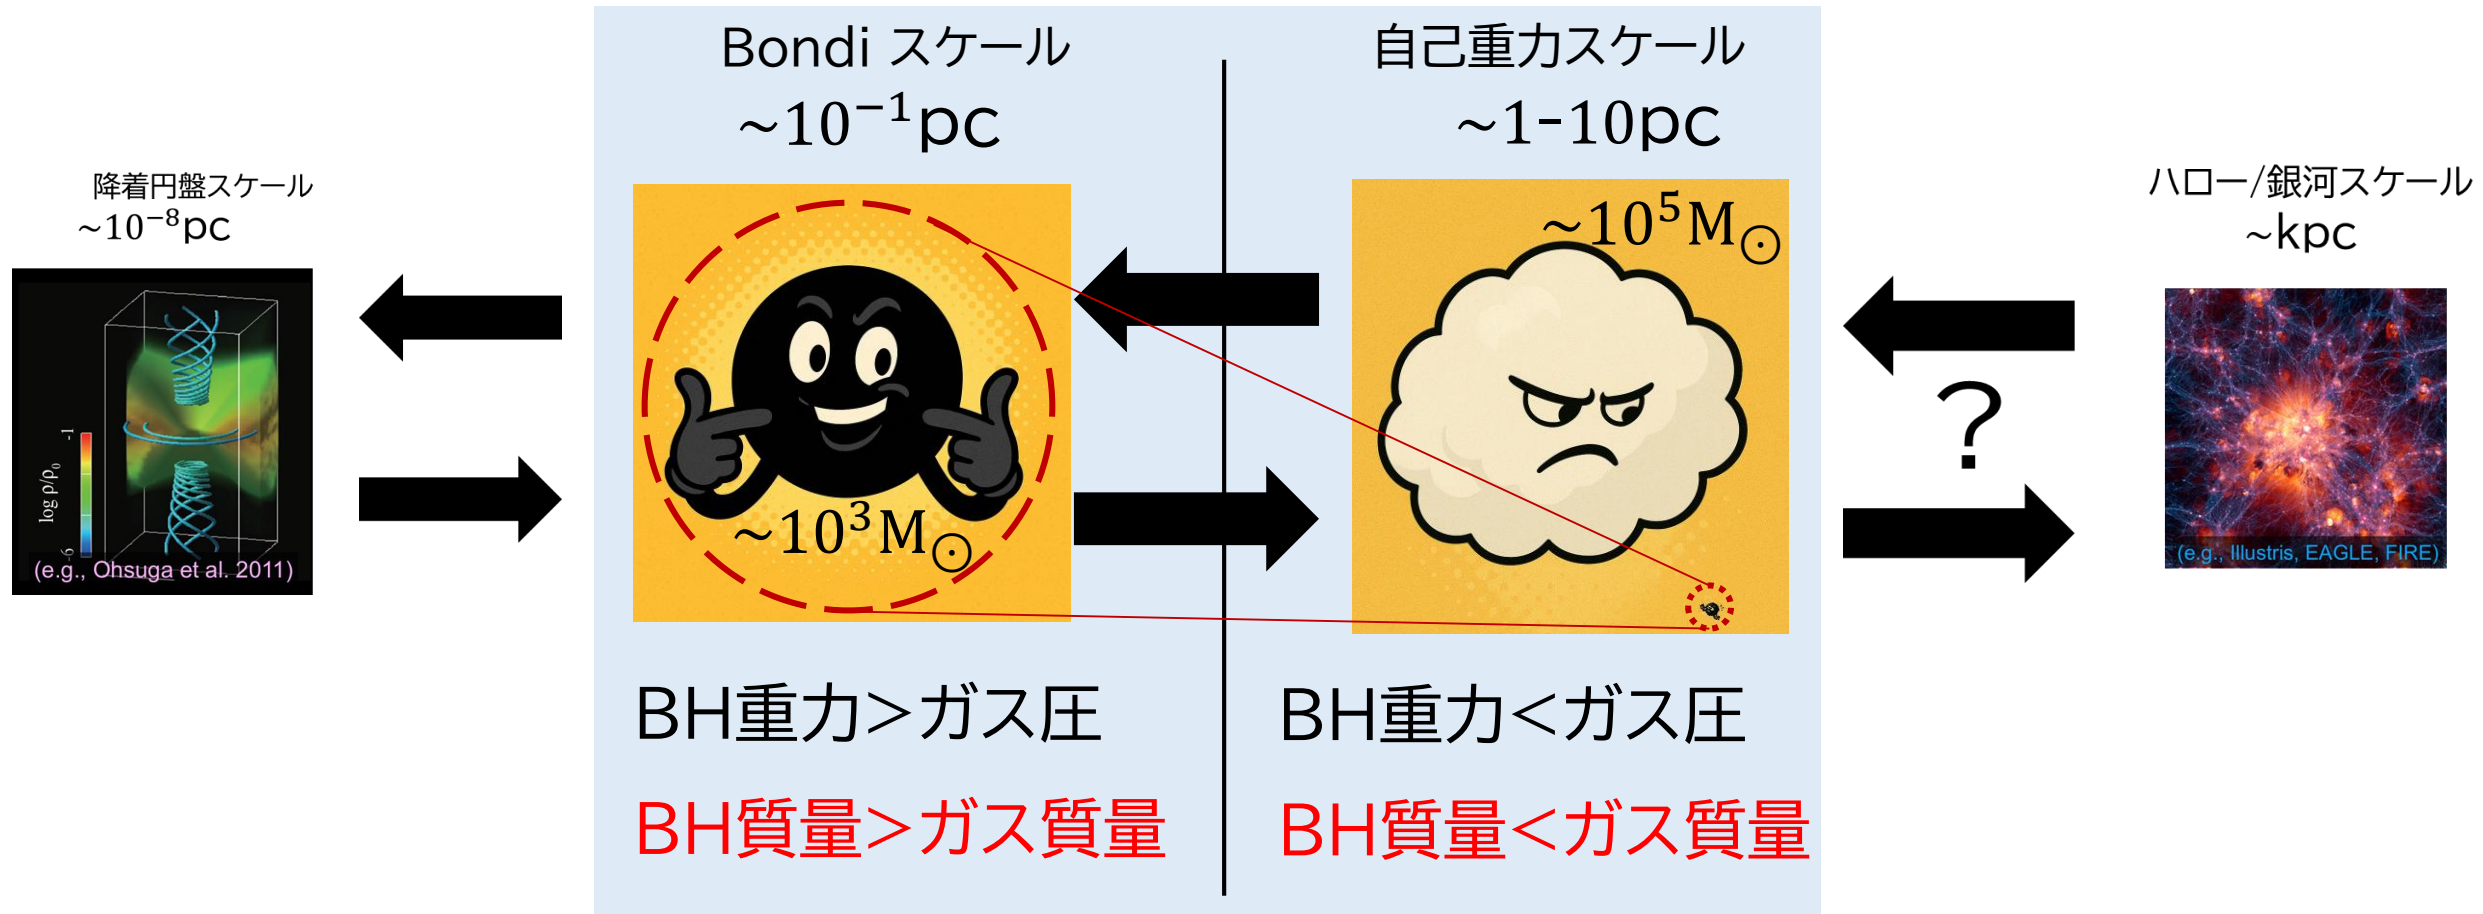 降着円盤スケール
~10⁻⁸pc
-1
log ρ/ρ₀
-6
(e.g., Ohsuga et al. 2011)
Bondi スケール
~10⁻¹pc
~10³M☉
BH重力>ガス圧
BH質量>ガス質量
自己重力スケール
~1-10pc
~10⁵M☉
BH重力<ガス圧
BH質量<ガス質量
?
ハロー/銀河スケール
~kpc
(e.g., Illustris, EAGLE, FIRE)